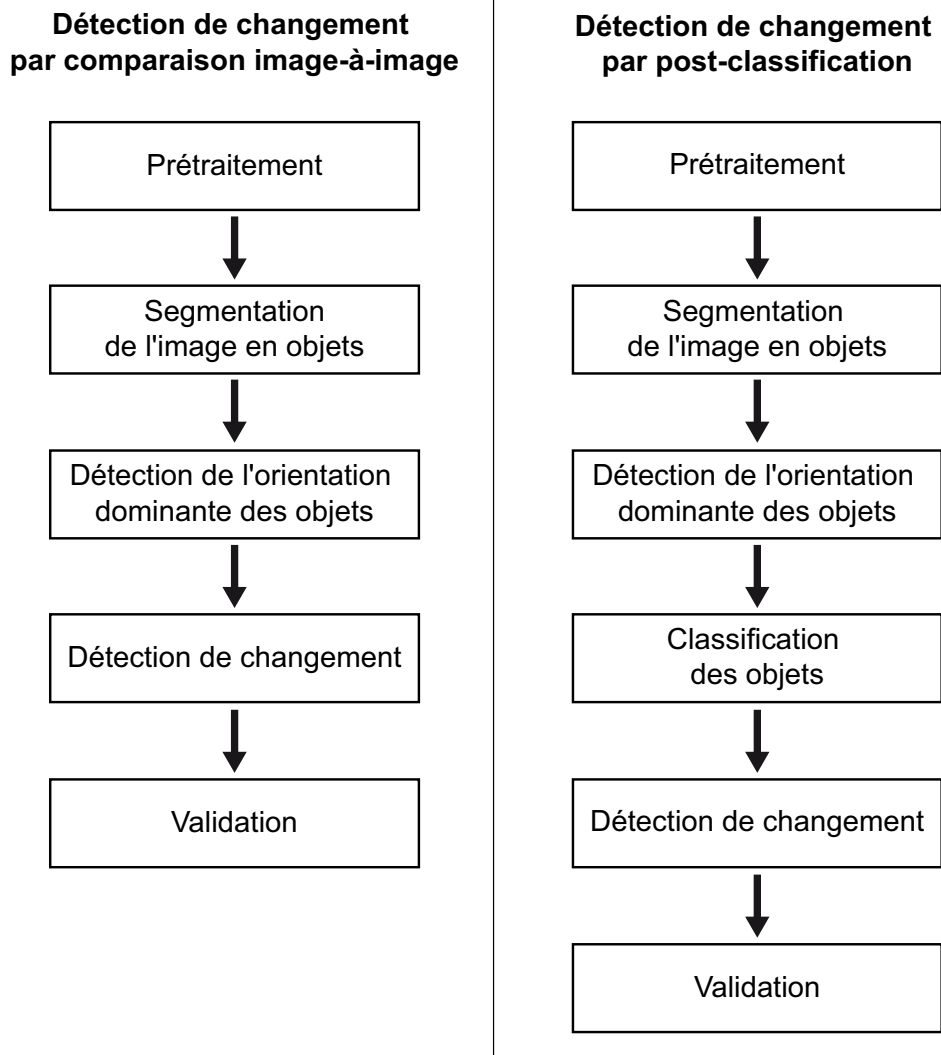 Détection de changement
par comparaison image-à-image
Prétraitement
Segmentation
de l'image en objets
Détection de l'orientation
dominante des objets
Détection de changement
Validation
Détection de changement
par post-classification
Prétraitement
Segmentation
de l'image en objets
Détection de l'orientation
dominante des objets
Classification
des objets
Détection de changement
Validation